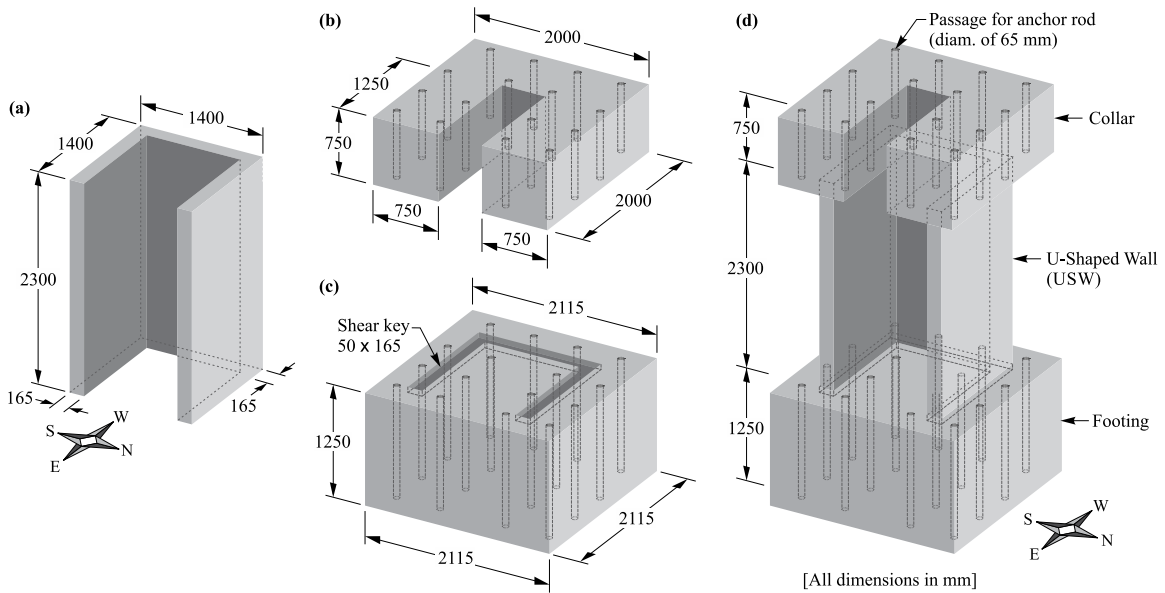 (a)
1400
1400
2300
165
165
S
W
E
N
(b)
2000
1250
750
750
750
2000
(c)
2115
Shear key
50 x 165
1250
2115
2115
(d)
Passage for anchor rod
(diam. of 65 mm)
750
Collar
2300
U-Shaped Wall
(USW)
1250
Footing
S
W
E
N
[All dimensions in mm]